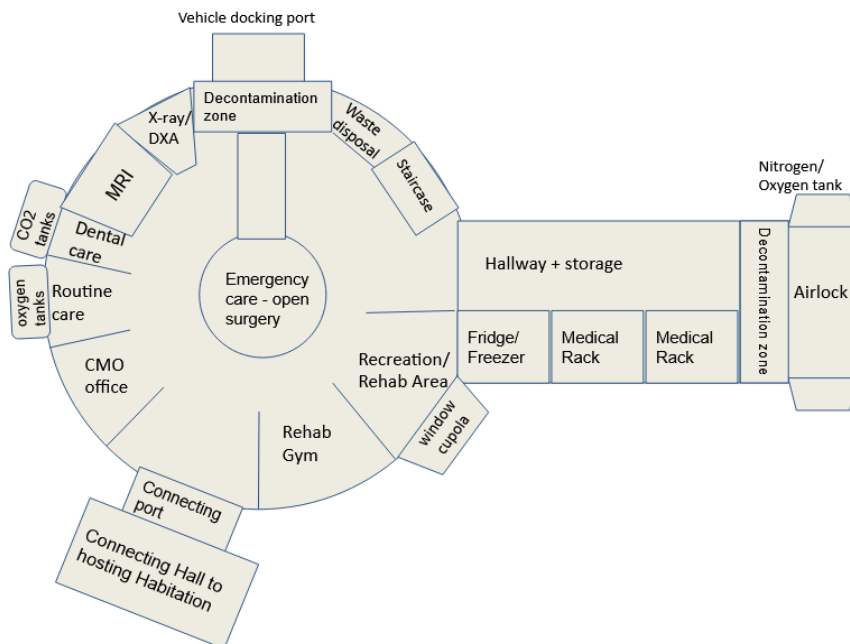 Vehicle docking port
Decontamination
zone
X-ray/
DXA
Waste
disposal
Staircase
MRI
CO2
tanks
Dental
care
oxygen
tanks
Routine
care
CMO
office
Emergency
care - open
surgery
Recreation/
Rehab Area
window
cupola
Rehab
Gym
Connecting
port
Connecting Hall to
hosting Habitation
Hallway + storage
Fridge/
Freezer
Medical
Rack
Medical
Rack
Decontamination zone
Nitrogen/
Oxygen tank
Airlock